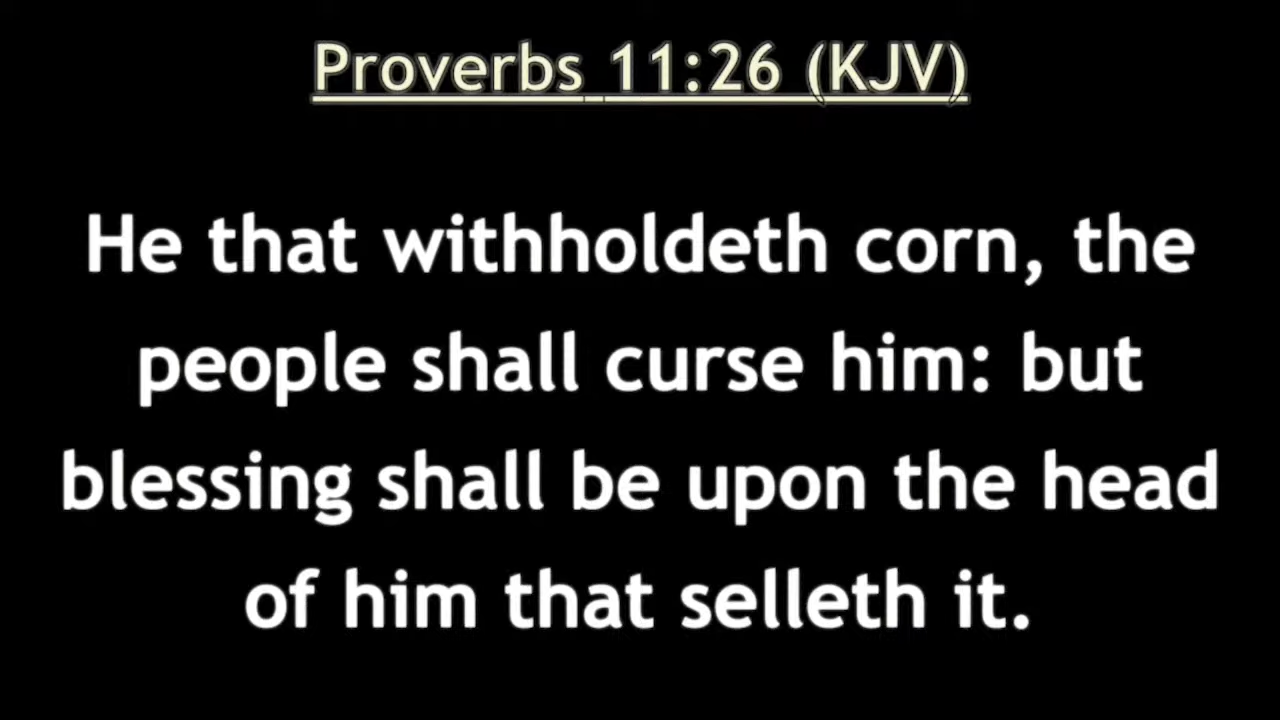 Proverbs 11:26 (KJV)
He that withholdeth corn, the
people shall curse him: but
blessing shall be upon the head
of him that selleth it.